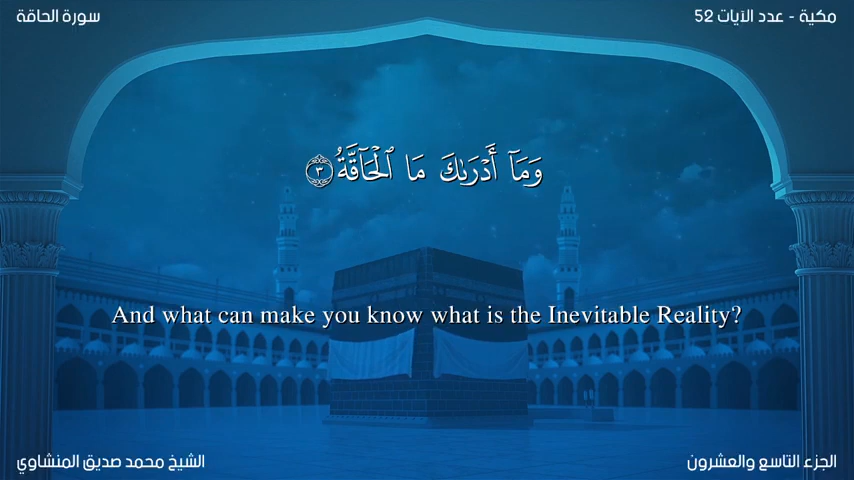 مكية - عدد الآيات 52
سورة الحاقة
وَمَآ أَدْرَىٰكَ مَا ٱلْحَآقَّةُ ٣
And what can make you know what is the Inevitable Reality?
الجزء التاسع والعشرون
الشيخ محمد صديق المنشاوي